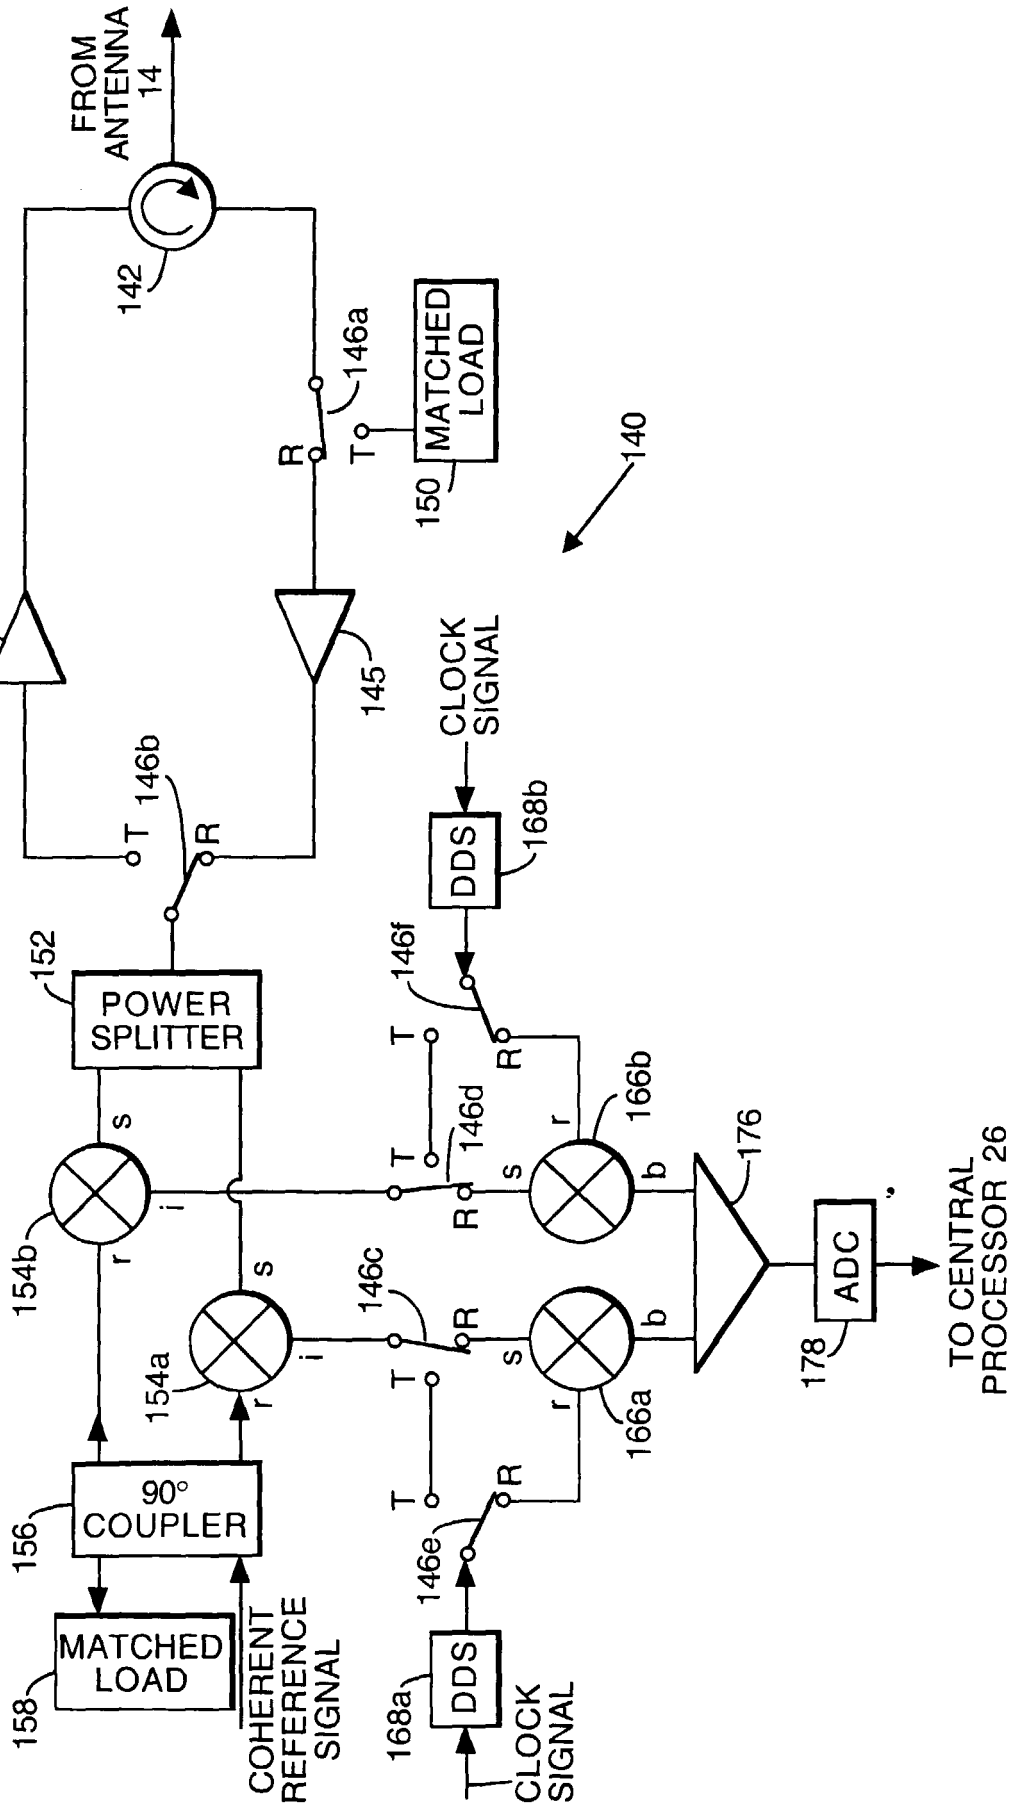 FROM
ANTENNA
14
142
146a
R
T
MATCHED
LOAD
150
140
145
146b
T
R
152
POWER
SPLITTER
s
154b
r
i
s
154a
r
i
156
90°
COUPLER
158
MATCHED
LOAD
COHERENT
REFERENCE
SIGNAL
CLOCK
SIGNAL
DDS
168b
146f
T
R
T
146d
R
s
r
166b
b
146c
T
R
s
r
166a
b
T
R
146e
168a
DDS
CLOCK
SIGNAL
176
ADC
178
TO CENTRAL
PROCESSOR 26